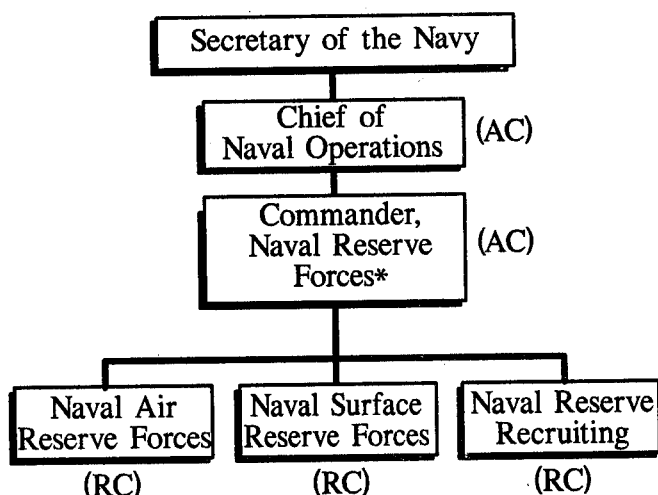 Secretary of the Navy
Chief of
Naval Operations
(AC)
Commander,
Naval Reserve
Forces*
(AC)
Naval Air
Reserve Forces
(RC)
Naval Surface
Reserve Forces
(RC)
Naval Reserve
Recruiting
(RC)